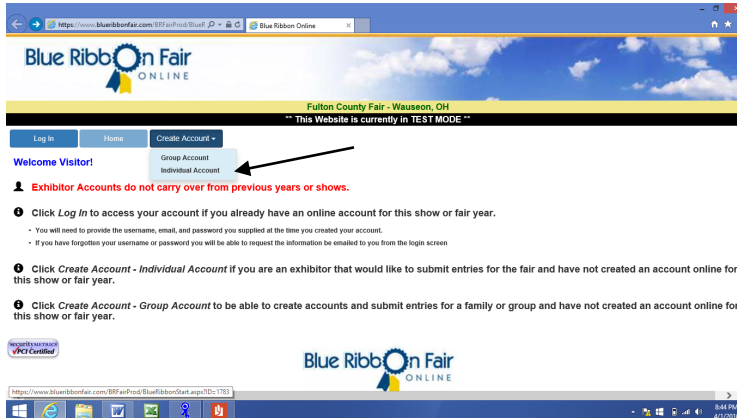 https://www.blueribbonfair.com/BRFairProd/BlueR
Blue Ribbon Online
Blue Ribbon Fair
ONLINE
Fulton County Fair - Wauseon, OH
** This Website is currently in TEST MODE **
Log In Home Create Account
Group Account
Individual Account
Welcome Visitor!
Exhibitor Accounts do not carry over from previous years or shows.
Click Log In to access your account if you already have an online account for this show or fair year.
• You will need to provide the username, email, and password you supplied at the time you created your account.
• If you have forgotten your username or password you will be able to request the information be emailed to you from the login screen
Click Create Account - Individual Account if you are an exhibitor that would like to submit entries for the fair and have not created an account online for
this show or fair year.
Click Create Account - Group Account to be able to create accounts and submit entries for a family or group and have not created an account online for
this show or fair year.
SECURITYMETRICS
PCI Certified
Blue Ribbon Fair
ONLINE
https://www.blueribbonfair.com/BRFairProd/BlueRibbonStart.aspx?ID=1783
8:44 PM